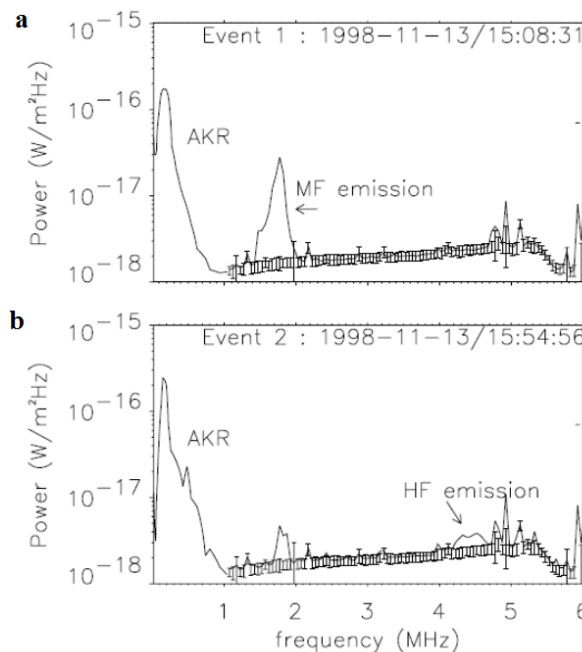 a
Event 1 : 1998-11-13/15:08:31
10^-15
10^-16
10^-17
10^-18
Power (W/m²Hz)
AKR
MF emission
b
Event 2 : 1998-11-13/15:54:56
10^-15
10^-16
10^-17
10^-18
Power (W/m²Hz)
AKR
HF emission
1 2 3 4 5 6
frequency (MHz)